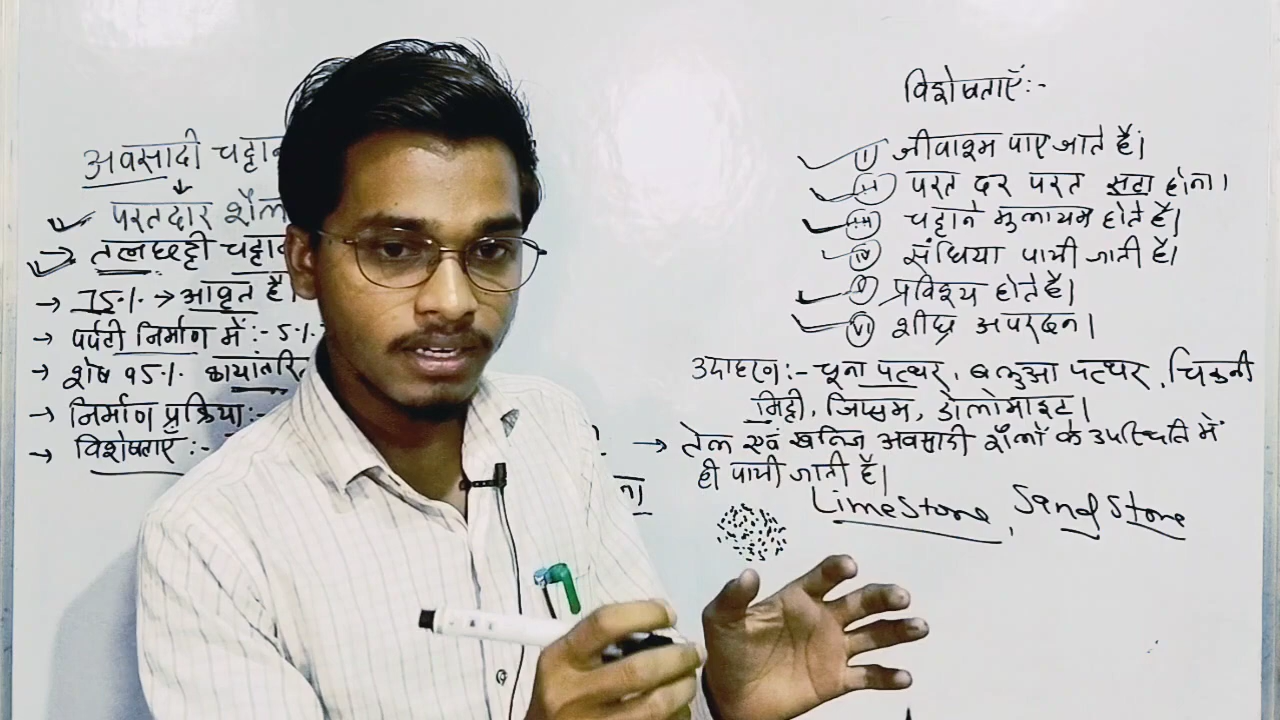 अवसादी चट्टान
परतदार शैल
→ तलछट्टी चट्टान
→ 75% → आवृत है।
→ पर्पटी निर्माण में :- 5%
→ शेष 95% कायांतरित
→ निर्माण प्रक्रिया :-
→ विशेषताएँ :-
विशेषताएँ :-
(i) जीवाश्म पाए जाते हैं।
(ii) परत दर परत सटा होना।
(iii) चट्टाने मुलायम होते है।
(iv) संधिया पायी जाती है।
(v) प्रविश्य होते है।
(vi) शीघ्र अपरदन।
उदाहरण :- चूना पत्थर, बलुआ पत्थर, चिकनी
मिट्टी, जिप्सम, डोलोमाइट।
→ तेल एवं खनिज अवसादी शैलों के उपस्थिति में
ही पायी जाती है।
LimeStone, SandStone